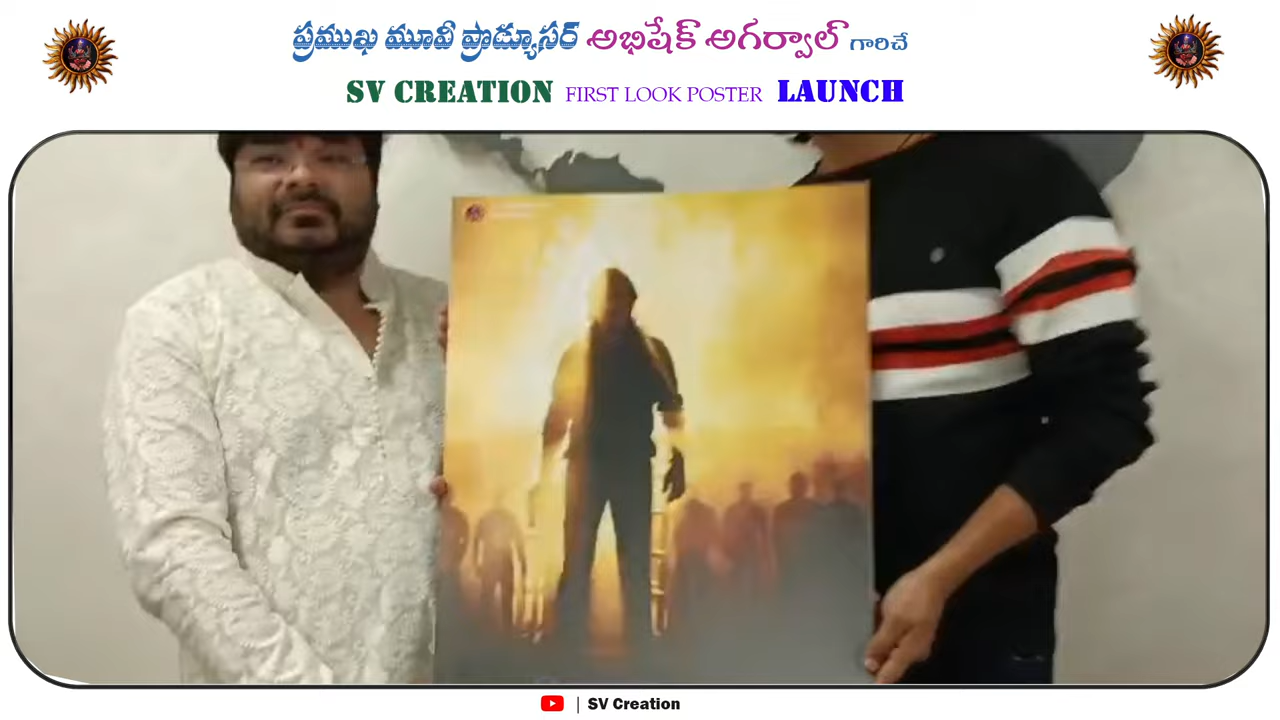 ప్రముఖ మూవీ ప్రొడ్యూసర్ అభిషేక్ అగర్వాల్ గారిచే
SV CREATION FIRST LOOK POSTER LAUNCH
| SV Creation